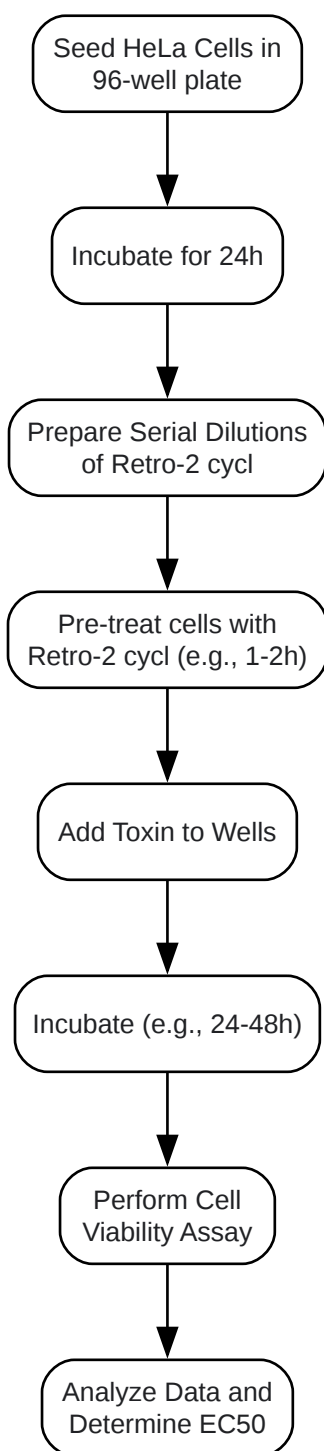 Seed HeLa Cells in
96-well plate
Incubate for 24h
Prepare Serial Dilutions
of Retro-2 cycl
Pre-treat cells with
Retro-2 cycl (e.g., 1-2h)
Add Toxin to Wells
Incubate (e.g., 24-48h)
Perform Cell
Viability Assay
Analyze Data and
Determine EC50